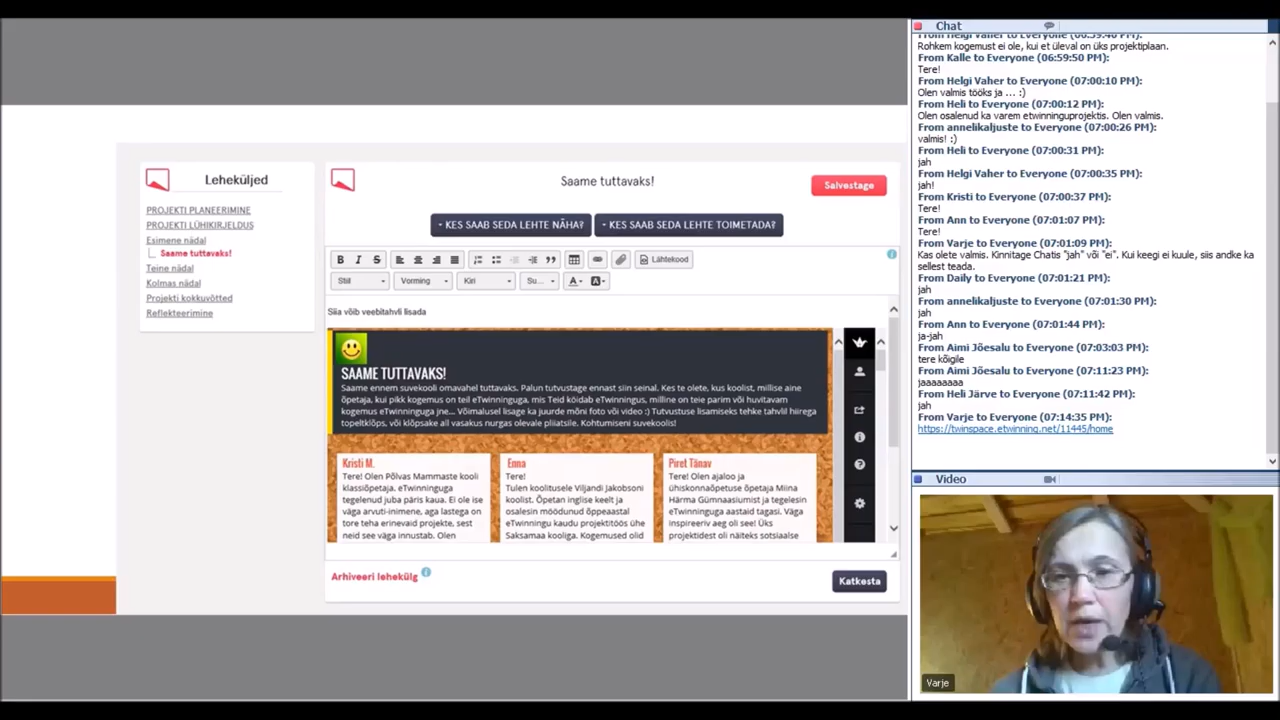 Leheküljed
PROJEKTI PLANEERIMINE
PROJEKTI LÜHIKIRJELDUS
Esimene nädal
Saame tuttavaks!
Teine nädal
Kolmas nädal
Projekti kokkuvõtted
Reflekteerimine
Saame tuttavaks!
Salvestage
KES SAAB SEDA LEHTE NÄHA?
KES SAAB SEDA LEHTE TOIMETADA?
B I S
Lähtekood
Stiil Vorming Kiri Su... A A
Siia võib veebitahvli lisada
SAAME TUTTAVAKS!
Saame ennem suvekooli omavahel tuttavaks. Palun tutvustage ennast siin seinal. Kes te olete, kus koolist, millise aine
õpetaja, kui pikk kogemus on teil eTwinninguga, mis Teid köidab eTwinningus, milline on teie parim või huvitavam
kogemus eTwinninguga jne... Võimalusel lisage ka juurde mõni foto või video :) Tutvustuse lisamiseks tehke tahvlil hiirega
topeltklõps, või klõpsake all vasakus nurgas olevale pliiatsile. Kohtumiseni suvekoolis!
Kristi M.
Tere! Olen Põlvas Mammaste kooli
klassiõpetaja. eTwinninguga
tegelenud juba päris kaua. Ei ole ise
väga arvuti-inimene, aga lastega on
tore teha erinevaid projekte, sest
neid see väga innustab. Olen
Enna
Tere!
Tulen koolitusele Viljandi Jakobsoni
koolist. Õpetan inglise keelt ja
osalesin möödunud õppeaastal
eTwinningu kaudu projektitöös ühe
Saksamaa kooliga. Kogemused olid
Piret Tänav
Tere! Olen ajaloo ja
ühiskonnaõpetuse õpetaja Miina
Härma Gümnaasiumist ja tegelesin
eTwinninguga aastaid tagasi. Väga
inspireeriv aeg oli see! Üks
projektidest oli näiteks sotsiaalse
Arhiveeri lehekülg
Katkesta
Chat
From Helgi Vaher to Everyone (06:59:46 PM):
Rohkem kogemust ei ole, kui et üleval on üks projektiplaan.
From Kalle to Everyone (06:59:50 PM):
Tere!
From Helgi Vaher to Everyone (07:00:10 PM):
Olen valmis tööks ja ... :)
From Heli to Everyone (07:00:12 PM):
Olen osalenud ka varem etwinninguprojektis. Olen valmis.
From annelikaljuste to Everyone (07:00:26 PM):
valmis! :)
From Heli to Everyone (07:00:31 PM):
jah
From Helgi Vaher to Everyone (07:00:35 PM):
jah!
From Kristi to Everyone (07:00:37 PM):
Tere!
From Ann to Everyone (07:01:07 PM):
Tere!
From Varje to Everyone (07:01:09 PM):
Kas olete valmis. Kinnitage Chatis "jah" või "ei". Kui keegi ei kuule, siis andke ka
sellest teada.
From Daily to Everyone (07:01:21 PM):
jah
From annelikaljuste to Everyone (07:01:30 PM):
jah
From Ann to Everyone (07:01:44 PM):
ja-jah
From Aimi Jõesalu to Everyone (07:03:03 PM):
tere kõigile
From Aimi Jõesalu to Everyone (07:11:23 PM):
jaaaaaaaa
From Heli Järve to Everyone (07:11:42 PM):
jah
From Varje to Everyone (07:14:35 PM):
https://twinspace.etwinning.net/11445/home
Video
Varje